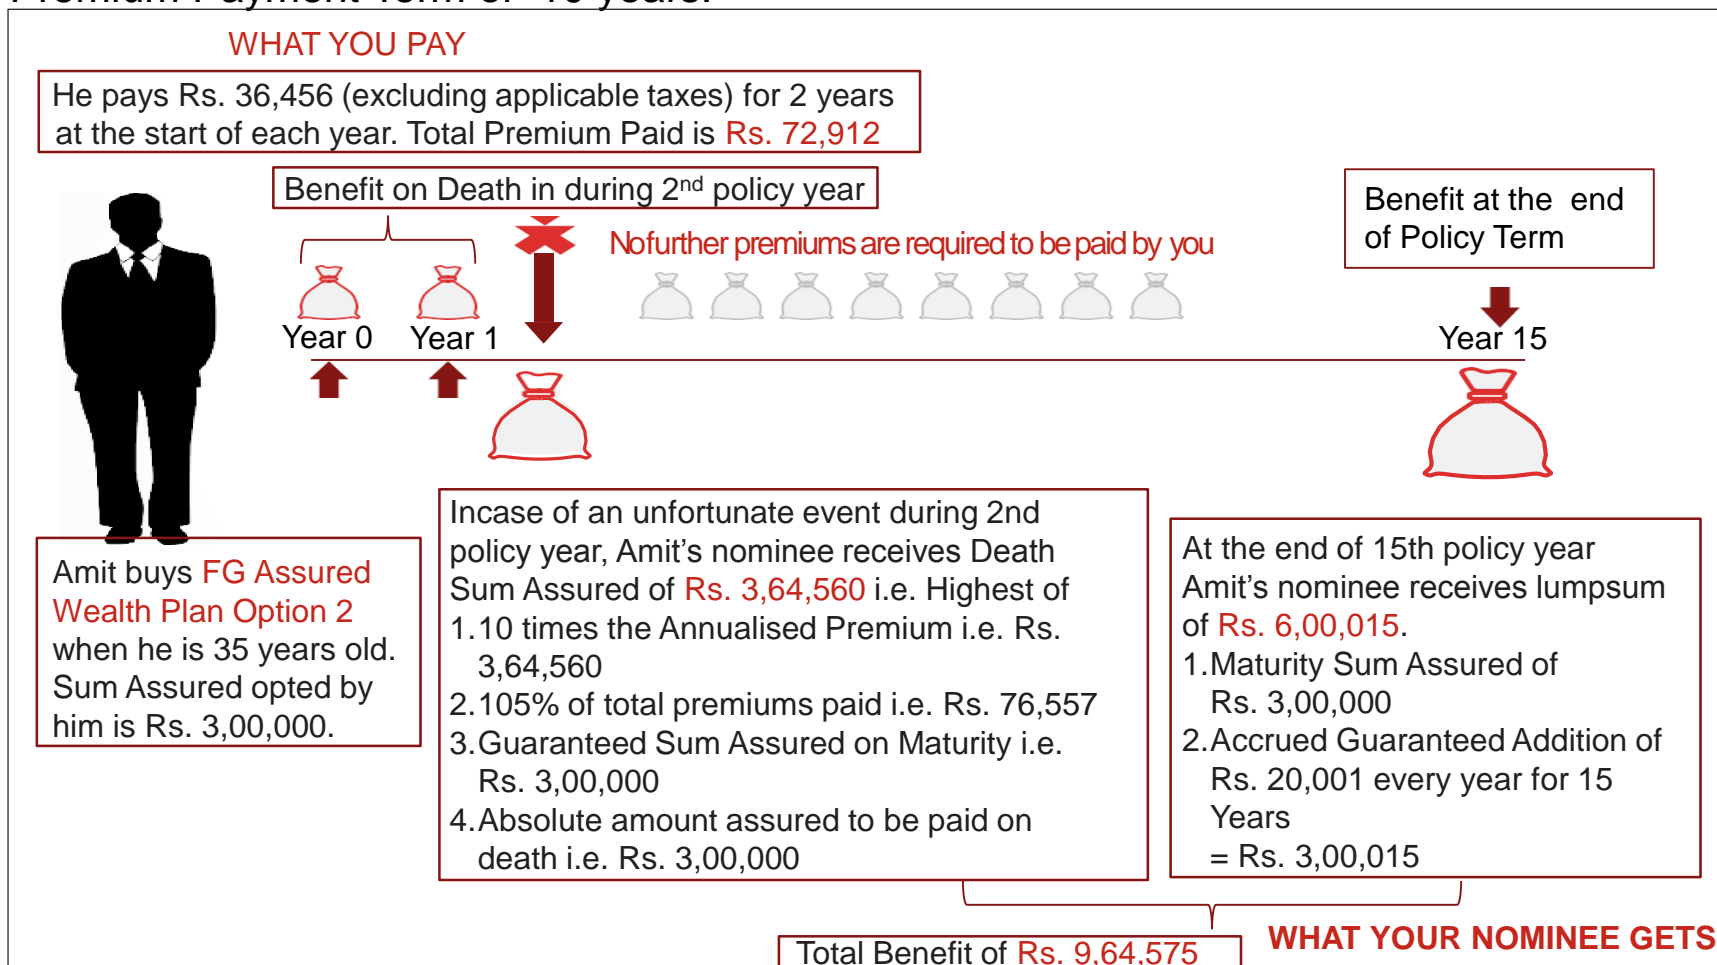 Premium Payment Term of 10 years.
WHAT YOU PAY
He pays Rs. 36,456 (excluding applicable taxes) for 2 years
at the start of each year. Total Premium Paid is Rs. 72,912
Benefit on Death in during 2nd policy year
Benefit at the end
of Policy Term
Nofurther premiums are required to be paid by you
Year 0
Year 1
Year 15
Amit buys FG Assured
Wealth Plan Option 2
when he is 35 years old.
Sum Assured opted by
him is Rs. 3,00,000.
Incase of an unfortunate event during 2nd
policy year, Amit’s nominee receives Death
Sum Assured of Rs. 3,64,560 i.e. Highest of
1.10 times the Annualised Premium i.e. Rs.
3,64,560
2.105% of total premiums paid i.e. Rs. 76,557
3.Guaranteed Sum Assured on Maturity i.e.
Rs. 3,00,000
4.Absolute amount assured to be paid on
death i.e. Rs. 3,00,000
At the end of 15th policy year
Amit’s nominee receives lumpsum
of Rs. 6,00,015.
1.Maturity Sum Assured of
Rs. 3,00,000
2.Accrued Guaranteed Addition of
Rs. 20,001 every year for 15
Years
= Rs. 3,00,015
Total Benefit of Rs. 9,64,575
WHAT YOUR NOMINEE GETS